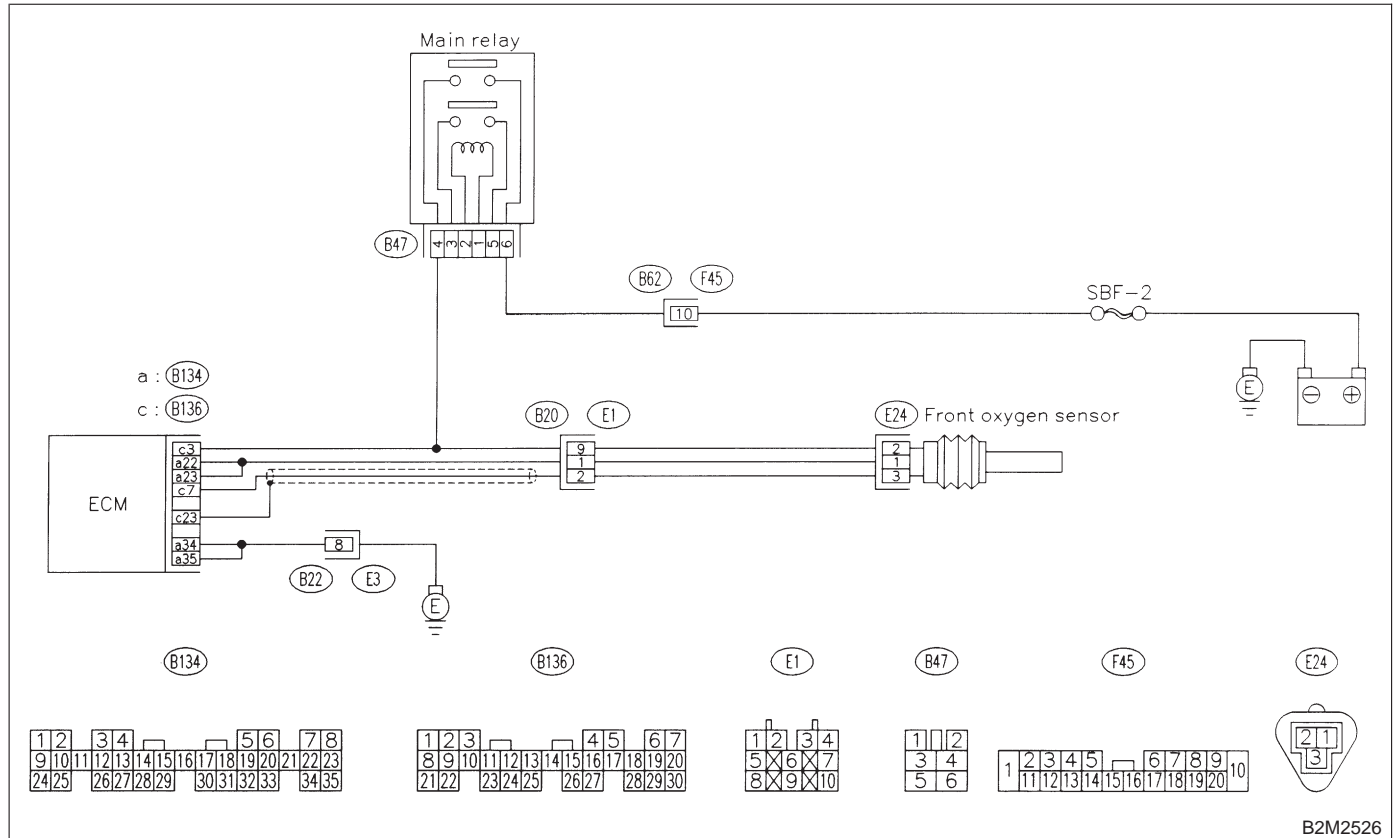 Main relay
B47
4 3 2 1 5 6
B62 F45
10
SBF-2
E
⊖ ⊕
a : B134
c : B136
B20 E1
E24 Front oxygen sensor
ECM
c3
a22
a23
c7
c23
a34
a35
9
1
2
2
1
3
8
B22 E3
E
B134
1 2 3 4 5 6 7 8
9 10 11 12 13 14 15 16 17 18 19 20 21 22 23
24 25 26 27 28 29 30 31 32 33 34 35
B136
1 2 3 4 5 6 7
8 9 10 11 12 13 14 15 16 17 18 19 20
21 22 23 24 25 26 27 28 29 30
E1
1 2 3 4
5 6 7
8 9 10
B47
1 2
3 4
5 6
F45
1 2 3 4 5 6 7 8 9 10
11 12 13 14 15 16 17 18 19 20
E24
2 1
3
B2M2526